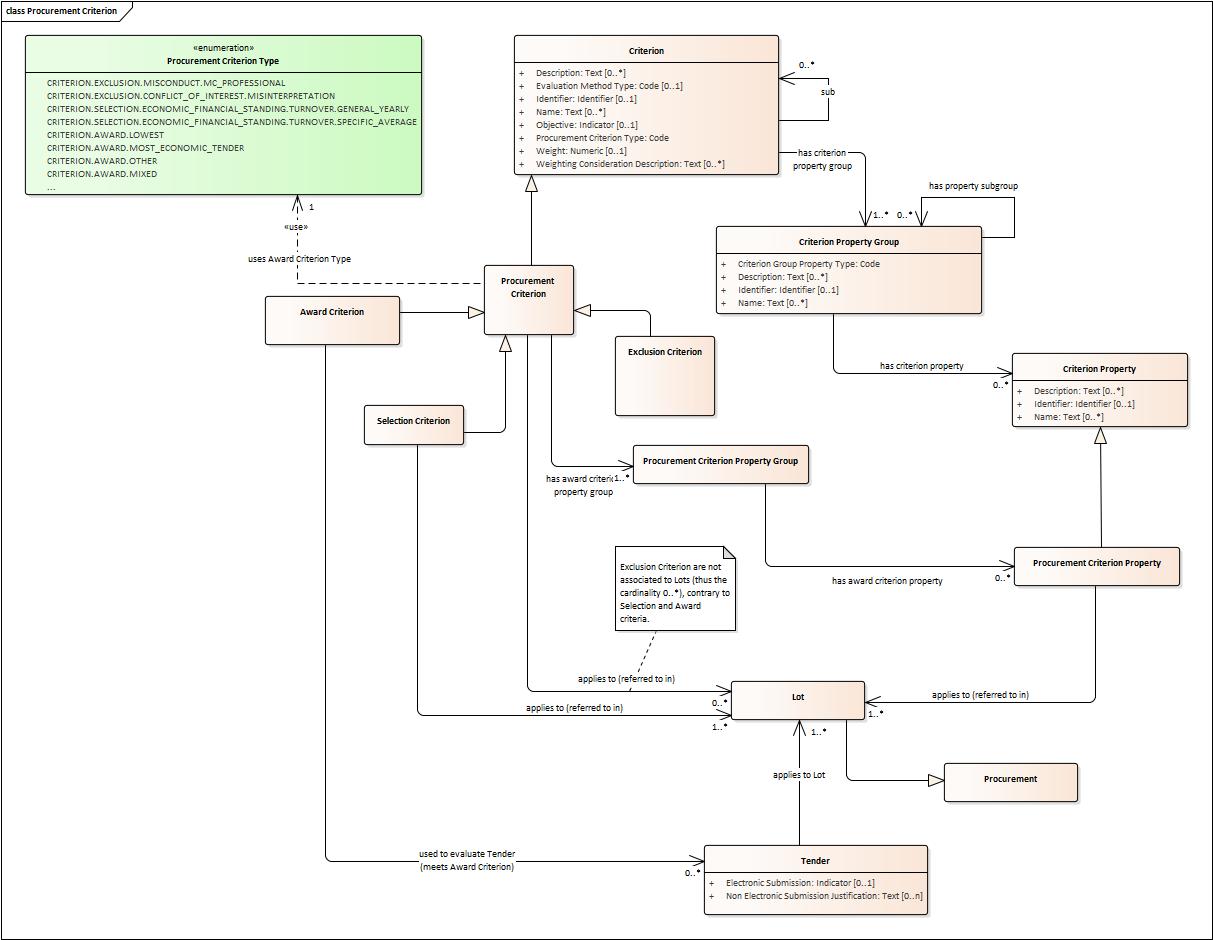 class Procurement Criterion
«enumeration»
Procurement Criterion Type
CRITERION.EXCLUSION.MISCONDUCT.MC_PROFESSIONAL
CRITERION.EXCLUSION.CONFLICT_OF_INTEREST.MISINTERPRETATION
CRITERION.SELECTION.ECONOMIC_FINANCIAL_STANDING.TURNOVER.GENERAL_YEARLY
CRITERION.SELECTION.ECONOMIC_FINANCIAL_STANDING.TURNOVER.SPECIFIC_AVERAGE
CRITERION.AWARD.LOWEST
CRITERION.AWARD.MOST_ECONOMIC_TENDER
CRITERION.AWARD.OTHER
CRITERION.AWARD.MIXED
...
Criterion
+ Description: Text [0..*]
+ Evaluation Method Type: Code [0..1]
+ Identifier: Identifier [0..1]
+ Name: Text [0..*]
+ Objective: Indicator [0..1]
+ Procurement Criterion Type: Code
+ Weight: Numeric [0..1]
+ Weighting Consideration Description: Text [0..*]
0..*
sub
has criterion
property group
1..*
0..*
has property subgroup
Criterion Property Group
+ Criterion Group Property Type: Code
+ Description: Text [0..*]
+ Identifier: Identifier [0..1]
+ Name: Text [0..*]
1
«use»
uses Award Criterion Type
Procurement
Criterion
Award Criterion
Exclusion Criterion
Selection Criterion
has criterion property
0..*
Criterion Property
+ Description: Text [0..*]
+ Identifier: Identifier [0..1]
+ Name: Text [0..*]
Procurement Criterion Property Group
has award criteri
1..*
property group
has award criterion property
0..*
Procurement Criterion Property
Exclusion Criterion are not
associated to Lots (thus the
cardinality 0..*), contrary to
Selection and Award
criteria.
applies to (referred to in)
0..*
applies to (referred to in)
1..*
Lot
applies to (referred to in)
1..*
1..*
applies to Lot
Procurement
used to evaluate Tender
(meets Award Criterion)
0..*
Tender
+ Electronic Submission: Indicator [0..1]
+ Non Electronic Submission Justification: Text [0..n]